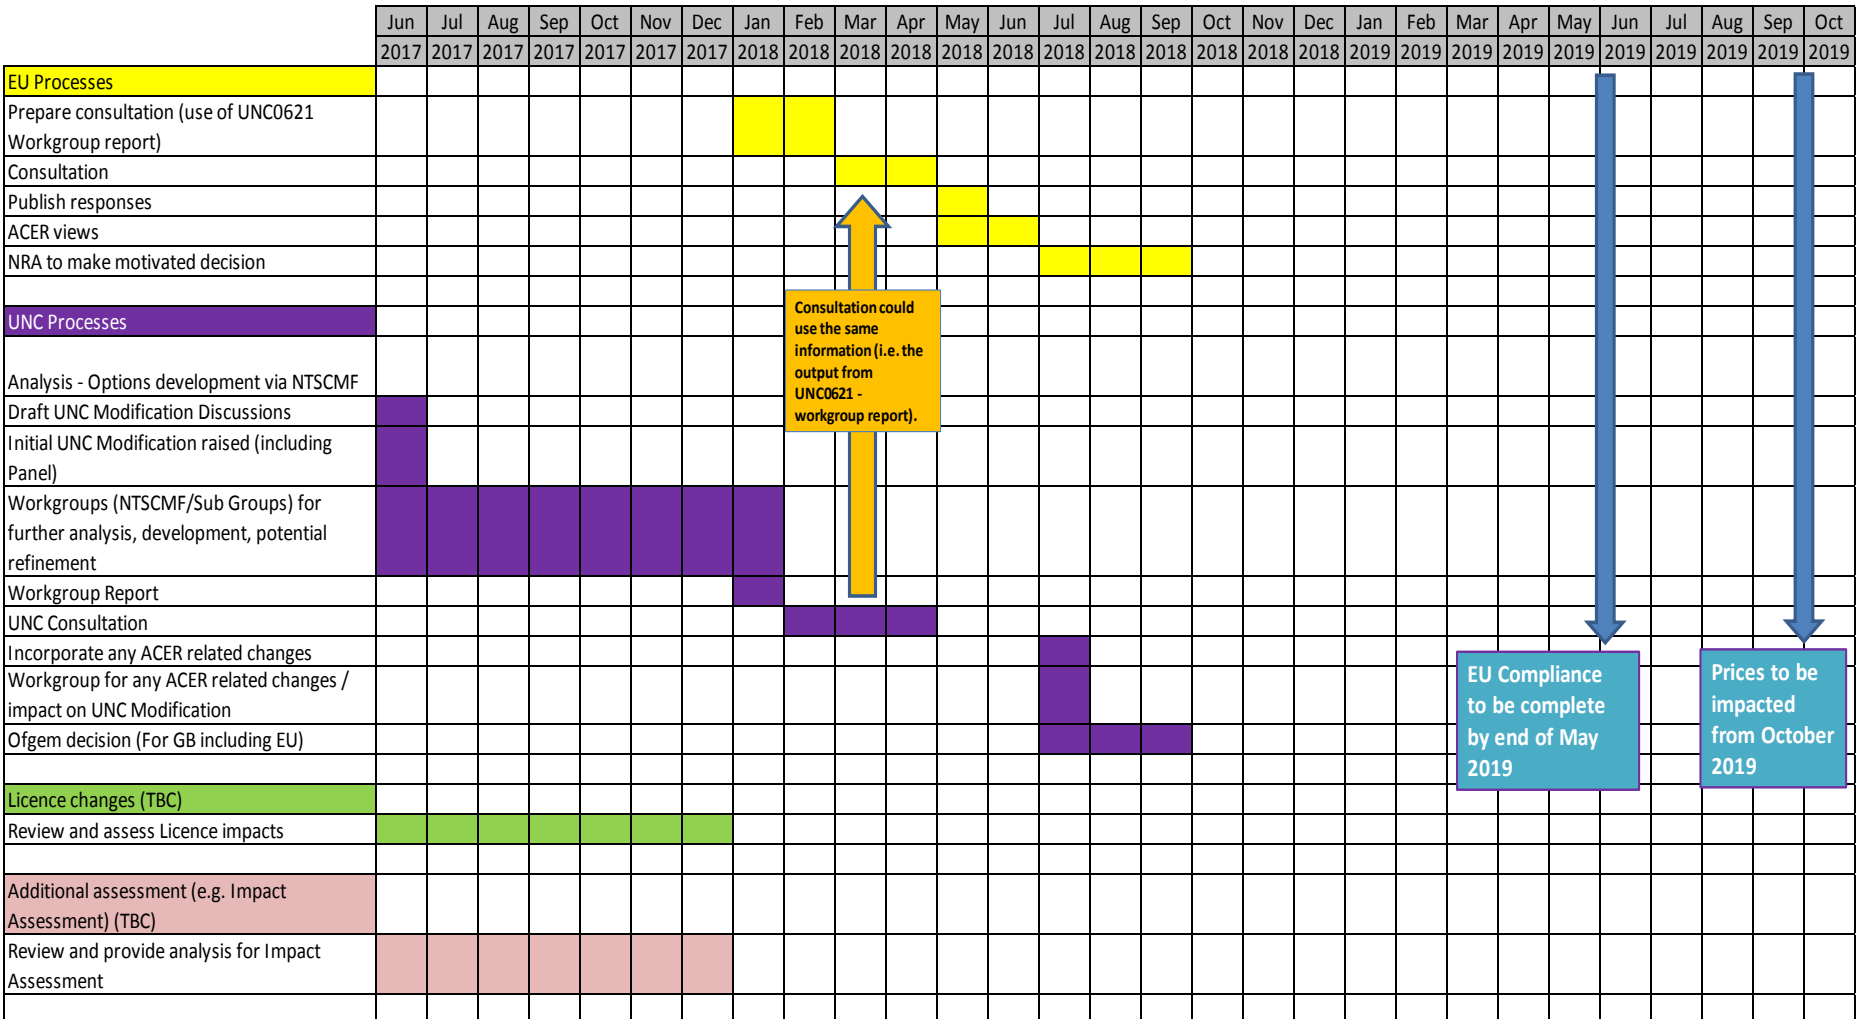 Jun Jul Aug Sep Oct Nov Dec Jan Feb Mar Apr May Jun Jul Aug Sep Oct Nov Dec Jan Feb Mar Apr May Jun Jul Aug Sep Oct
2017 2017 2017 2017 2017 2017 2017 2018 2018 2018 2018 2018 2018 2018 2018 2018 2018 2018 2018 2019 2019 2019 2019 2019 2019 2019 2019 2019 2019
EU Processes
Prepare consultation (use of UNC0621
Workgroup report)
Consultation
Publish responses
ACER views
NRA to make motivated decision
Consultation could
use the same
information (i.e. the
output from
UNC0621 -
workgroup report).
UNC Processes
Analysis - Options development via NTSCMF
Draft UNC Modification Discussions
Initial UNC Modification raised (including
Panel)
Workgroups (NTSCMF/Sub Groups) for
further analysis, development, potential
refinement
Workgroup Report
UNC Consultation
Incorporate any ACER related changes
Workgroup for any ACER related changes /
impact on UNC Modification
Ofgem decision (For GB including EU)
EU Compliance
to be complete
by end of May
2019
Prices to be
impacted
from October
2019
Licence changes (TBC)
Review and assess Licence impacts
Additional assessment (e.g. Impact
Assessment) (TBC)
Review and provide analysis for Impact
Assessment